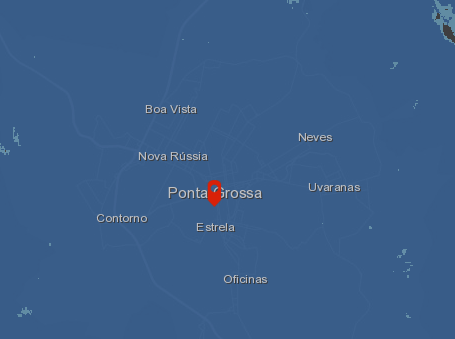 Boa Vista
Neves
Nova Rússia
Uvaranas
Ponta Grossa
Contorno
Estrela
Oficinas